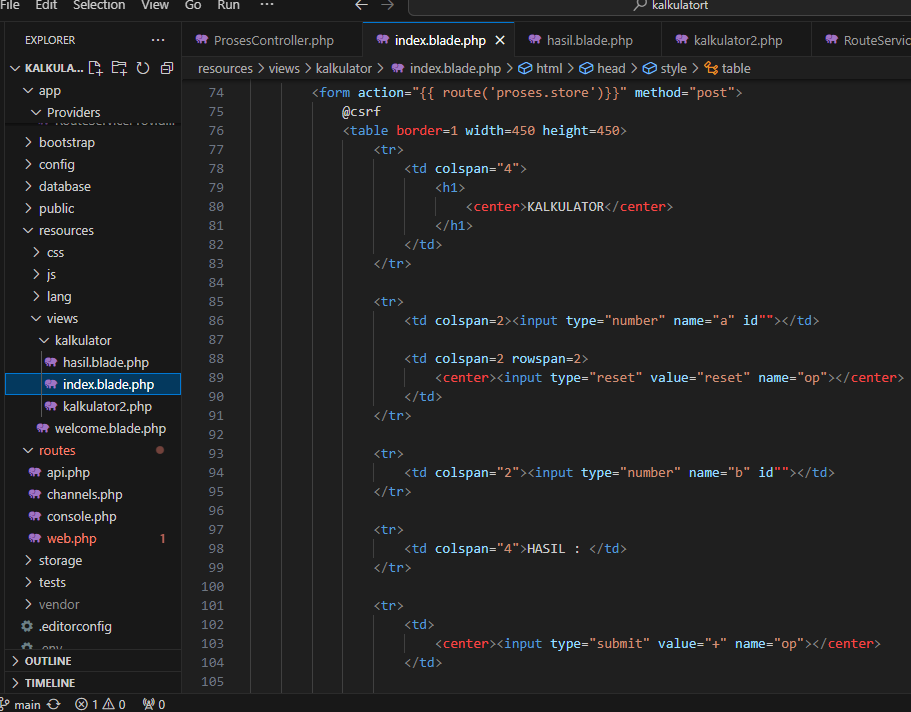 File Edit Selection View Go Run ... kalkulatort
EXPLORER ...
KALKULA...
app
Providers
bootstrap
config
database
public
resources
css
js
lang
views
kalkulator
hasil.blade.php
index.blade.php
kalkulator2.php
welcome.blade.php
routes
api.php
channels.php
console.php
web.php 1
storage
tests
vendor
.editorconfig
.env
OUTLINE
TIMELINE
ProsesController.php index.blade.php hasil.blade.php kalkulator2.php RouteServic
resources > views > kalkulator > index.blade.php > html > head > style > table
74 <form action="{{ route('proses.store')}}" method="post">
75 @csrf
76 <table border=1 width=450 height=450>
77 <tr>
78 <td colspan="4">
79 <h1>
80 <center>KALKULATOR</center>
81 </h1>
82 </td>
83 </tr>
84
85 <tr>
86 <td colspan=2><input type="number" name="a" id""></td>
87
88 <td colspan=2 rowspan=2>
89 <center><input type="reset" value="reset" name="op"></center>
90 </td>
91 </tr>
92
93 <tr>
94 <td colspan="2"><input type="number" name="b" id""></td>
95 </tr>
96
97 <tr>
98 <td colspan="4">HASIL : </td>
99 </tr>
100
101 <tr>
102 <td>
103 <center><input type="submit" value="+" name="op"></center>
104 </td>
105
main 1 0 0